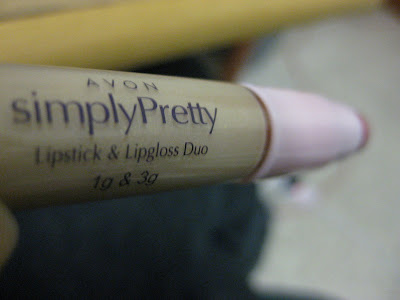 AVON
simplyPretty
Lipstick & Lipgloss Duo
1g & 3g